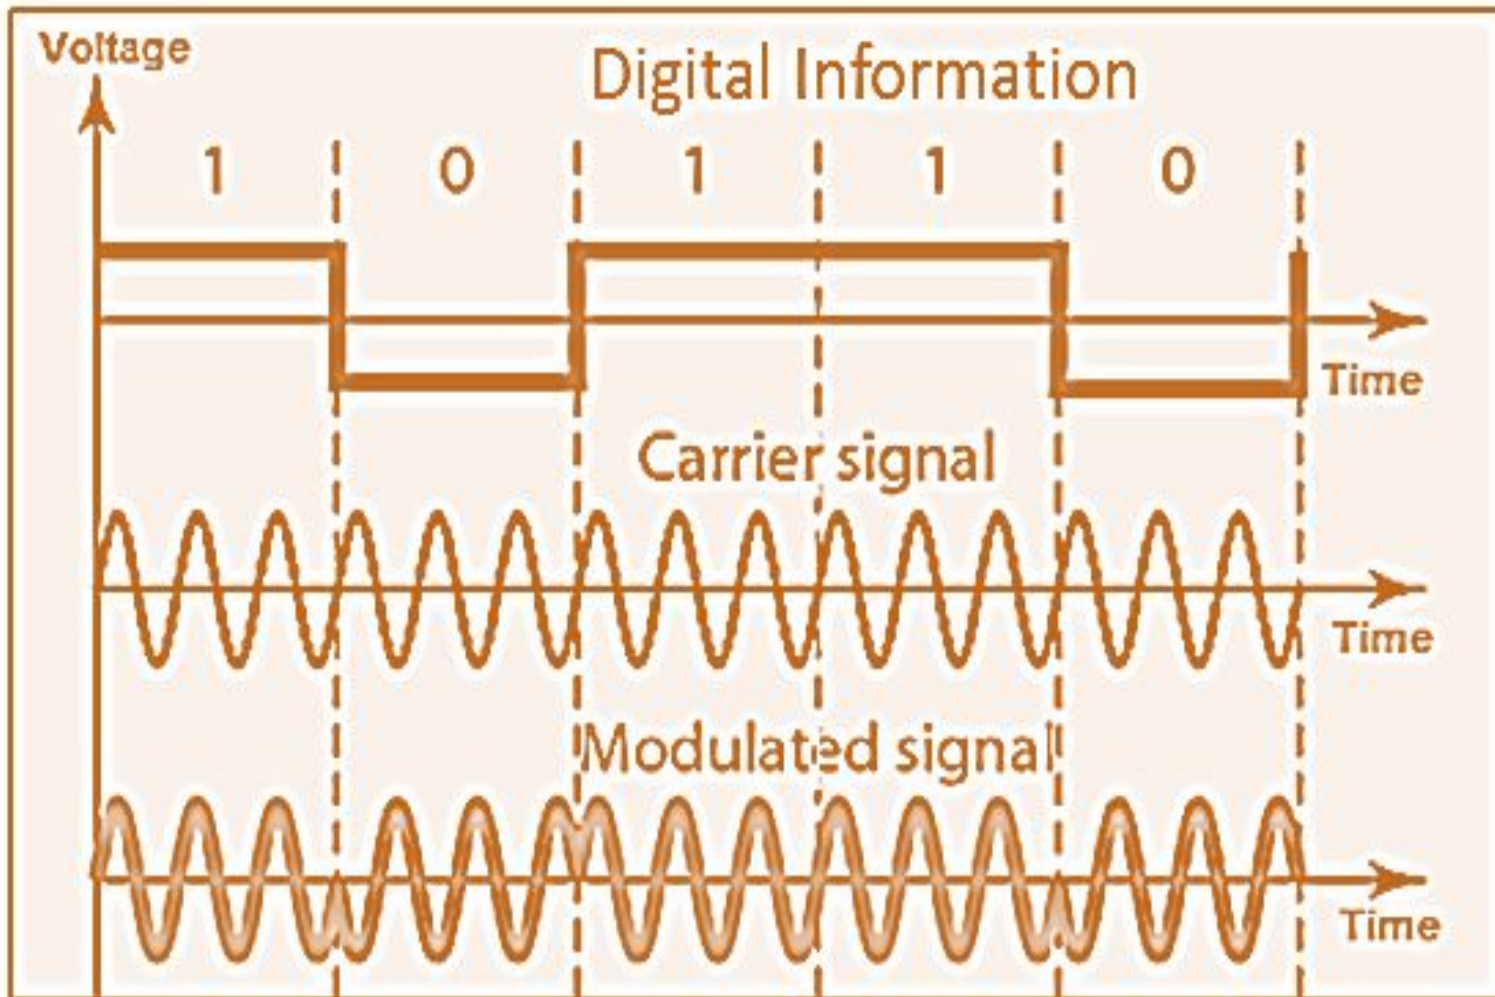 Voltage
Digital Information
1 0 1 1 0
Time
Carrier signal
Time
Modulated signal
Time